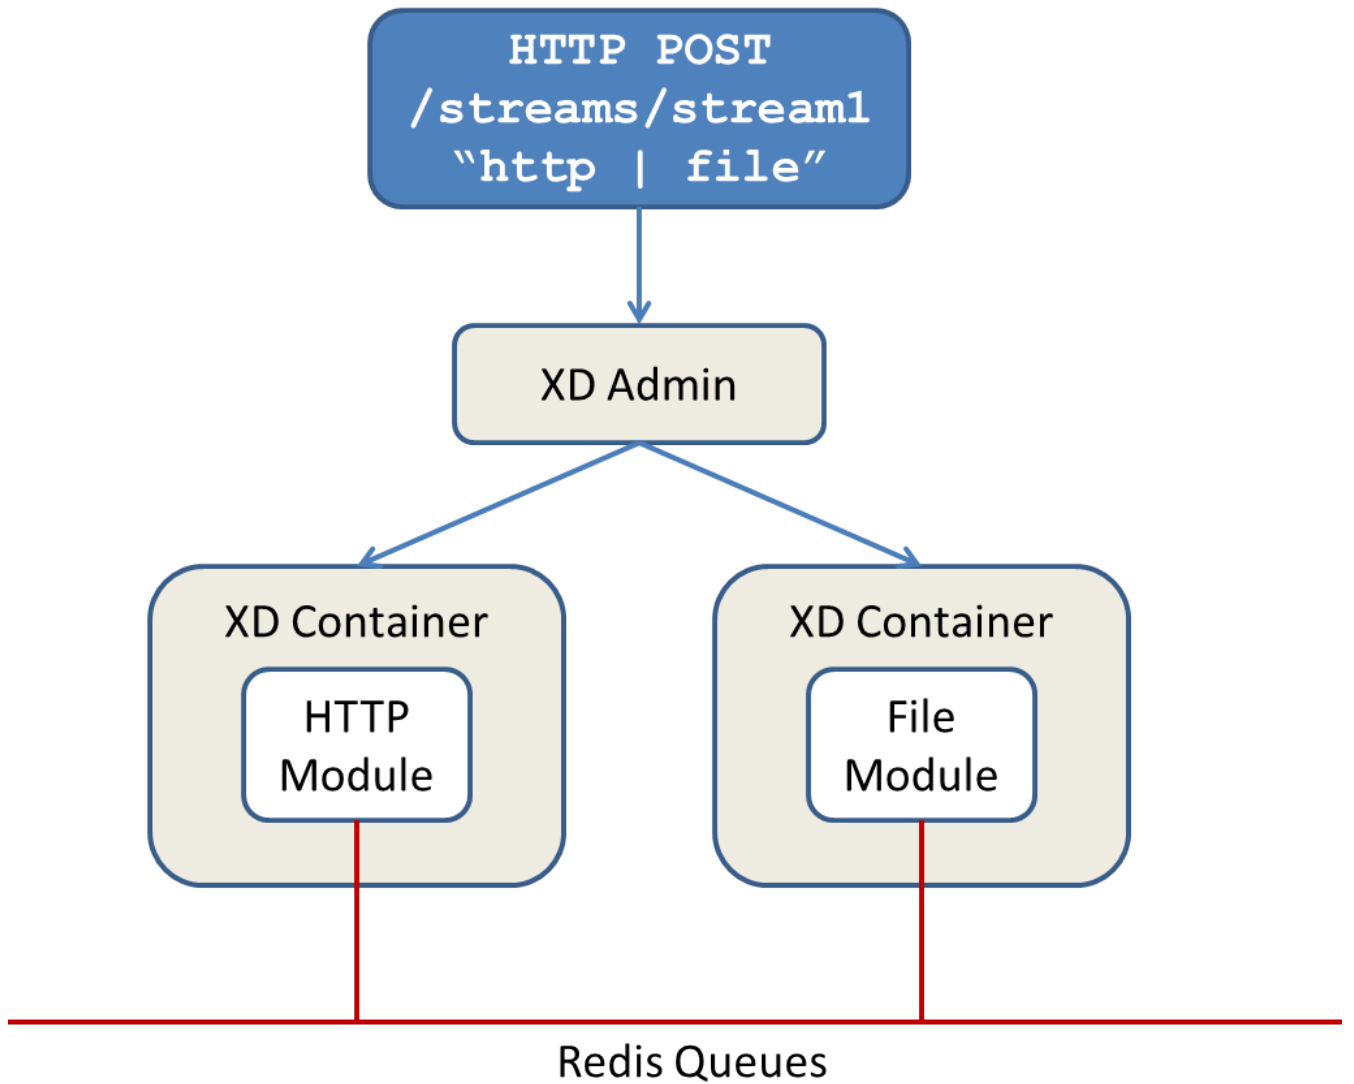 HTTP POST
/streams/stream1
“http | file”
XD Admin
XD Container
HTTP
Module
XD Container
File
Module
Redis Queues